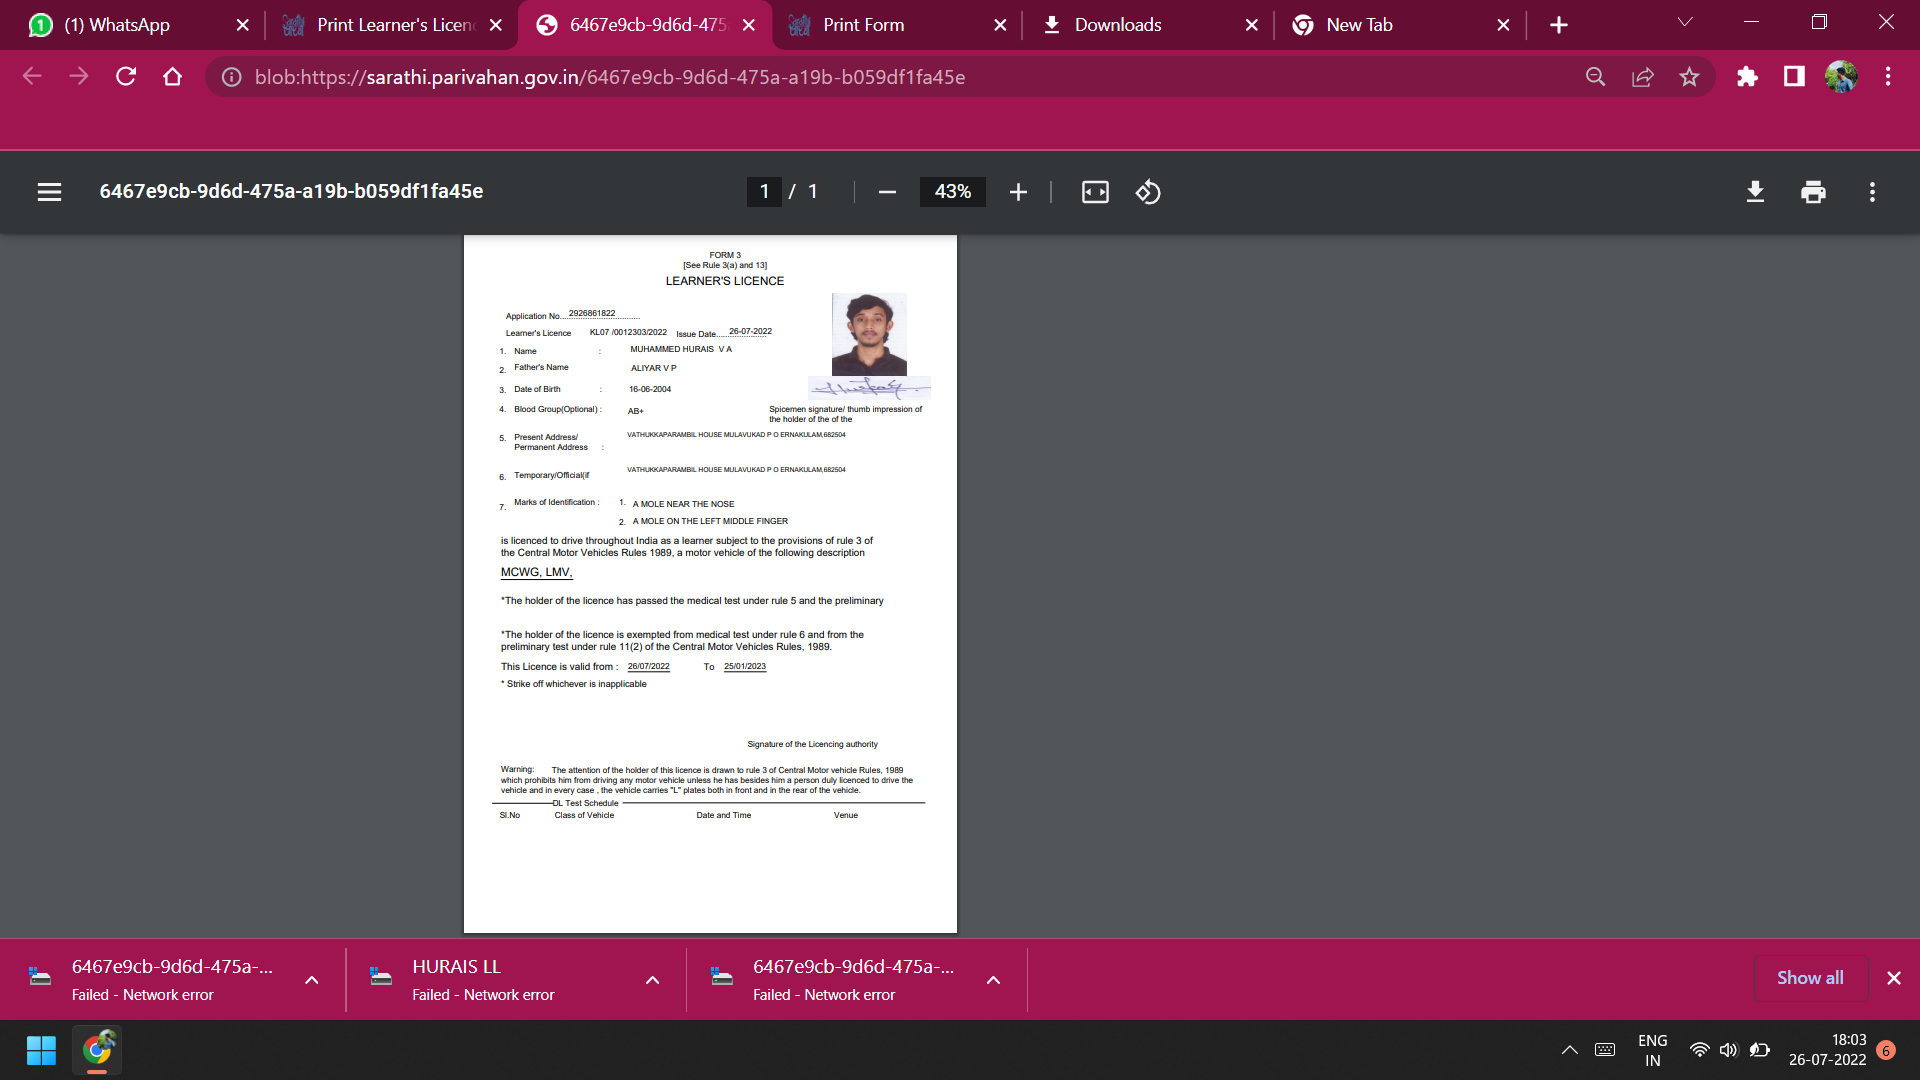 (1) WhatsApp
Print Learner's Licenc
6467e9cb-9d6d-475
Print Form
Downloads
New Tab
blob:https://sarathi.parivahan.gov.in/6467e9cb-9d6d-475a-a19b-b059df1fa45e
6467e9cb-9d6d-475a-a19b-b059df1fa45e
1 / 1
43%
FORM 3
[See Rule 3(a) and 13]
LEARNER'S LICENCE
Application No.... 2926861822
Learner's Licence KL07 /0012303/2022 Issue Date..... 26-07-2022
1. Name : MUHAMMED HURAIS V A
2. Father's Name ALIYAR V P
3. Date of Birth : 16-06-2004
4. Blood Group(Optional) : AB+
Spicemen signature/ thumb impression of
the holder of the of the
5. Present Address/ VATHUKKAPARAMBIL HOUSE MULAVUKAD P O ERNAKULAM,682504
Permanent Address :
6. Temporary/Official(if VATHUKKAPARAMBIL HOUSE MULAVUKAD P O ERNAKULAM,682504
7. Marks of Identification : 1. A MOLE NEAR THE NOSE
2. A MOLE ON THE LEFT MIDDLE FINGER
is licenced to drive throughout India as a learner subject to the provisions of rule 3 of
the Central Motor Vehicles Rules 1989, a motor vehicle of the following description
MCWG, LMV,
*The holder of the licence has passed the medical test under rule 5 and the preliminary
*The holder of the licence is exempted from medical test under rule 6 and from the
preliminary test under rule 11(2) of the Central Motor Vehicles Rules, 1989.
This Licence is valid from : 26/07/2022 To 25/01/2023
* Strike off whichever is inapplicable
Signature of the Licencing authority
Warning: The attention of the holder of this licence is drawn to rule 3 of Central Motor vehicle Rules, 1989
which prohibits him from driving any motor vehicle unless he has besides him a person duly licenced to drive the
vehicle and in every case , the vehicle carries "L" plates both in front and in the rear of the vehicle.
DL Test Schedule
Sl.No Class of Vehicle Date and Time Venue
6467e9cb-9d6d-475a-...
Failed - Network error
HURAIS LL
Failed - Network error
6467e9cb-9d6d-475a-...
Failed - Network error
Show all
ENG
IN
18:03
26-07-2022
6